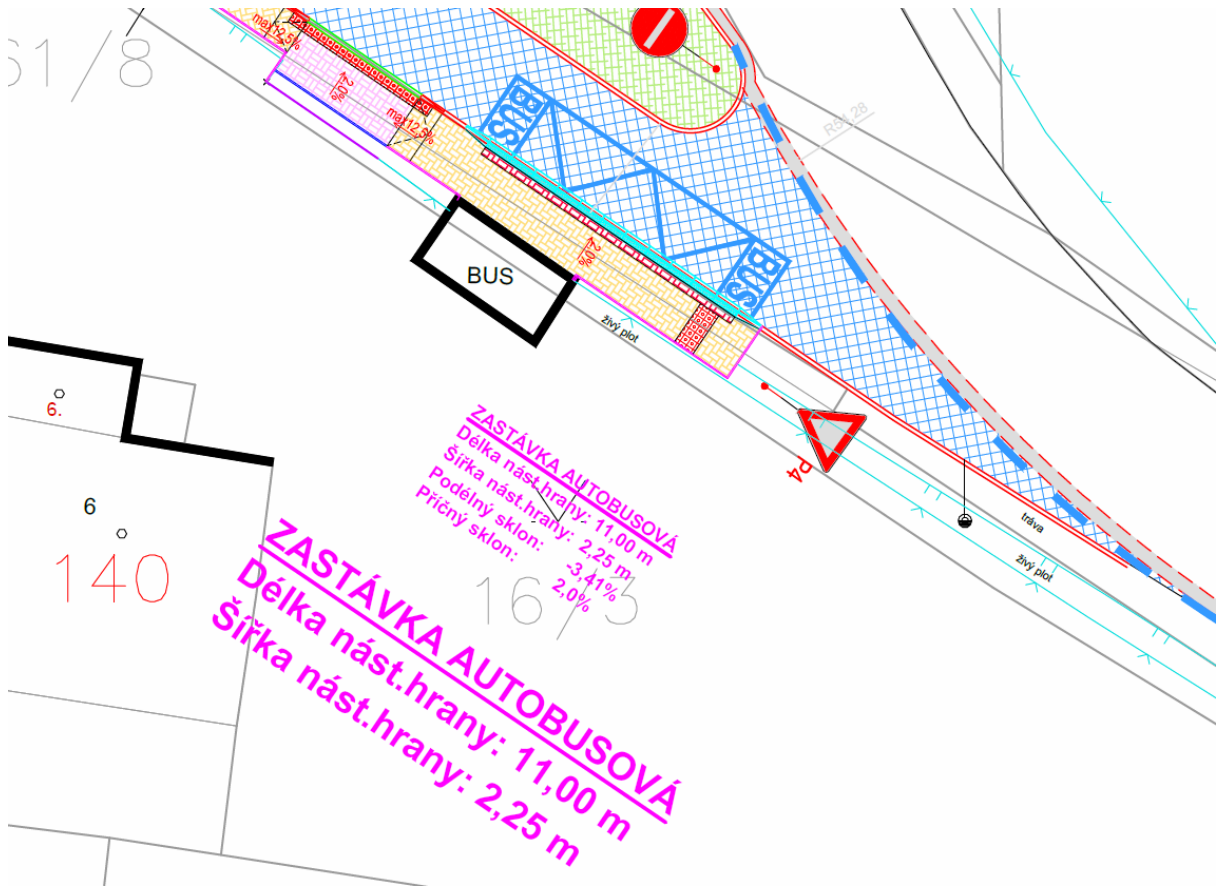 61/8
max12,5%
2.0%
max12,5%
BUS
R54,28
BUS
2.0%
BUS
živý plot
P4
6.
6
140
ZASTÁVKA AUTOBUSOVÁ
Délka nást.hrany: 11,00 m
Šířka nást.hrany: 2,25 m
Podélný sklon: -3,41%
Příčný sklon: 2,0%
16/3
tráva
živý plot
ZASTÁVKA AUTOBUSOVÁ
Délka nást.hrany: 11,00 m
Šířka nást.hrany: 2,25 m